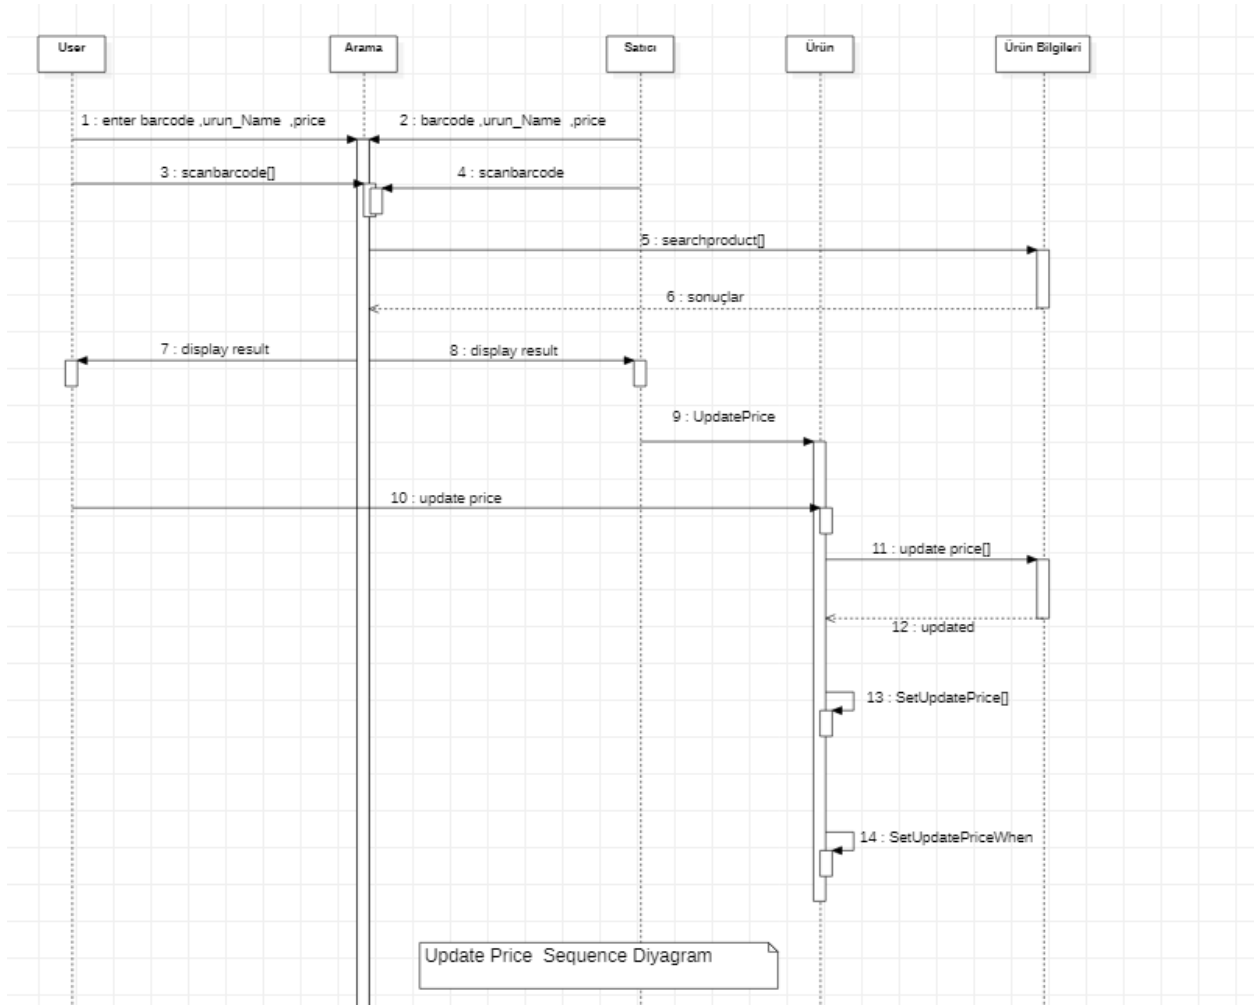 User
Arama
Satıcı
Ürün
Ürün Bilgileri
1 : enter barcode ,urun_Name ,price
2 : barcode ,urun_Name ,price
3 : scanbarcode[]
4 : scanbarcode
5 : searchproduct[]
6 : sonuçlar
7 : display result
8 : display result
9 : UpdatePrice
10 : update price
11 : update price[]
12 : updated
13 : SetUpdatePrice[]
14 : SetUpdatePriceWhen
Update Price Sequence Diyagram